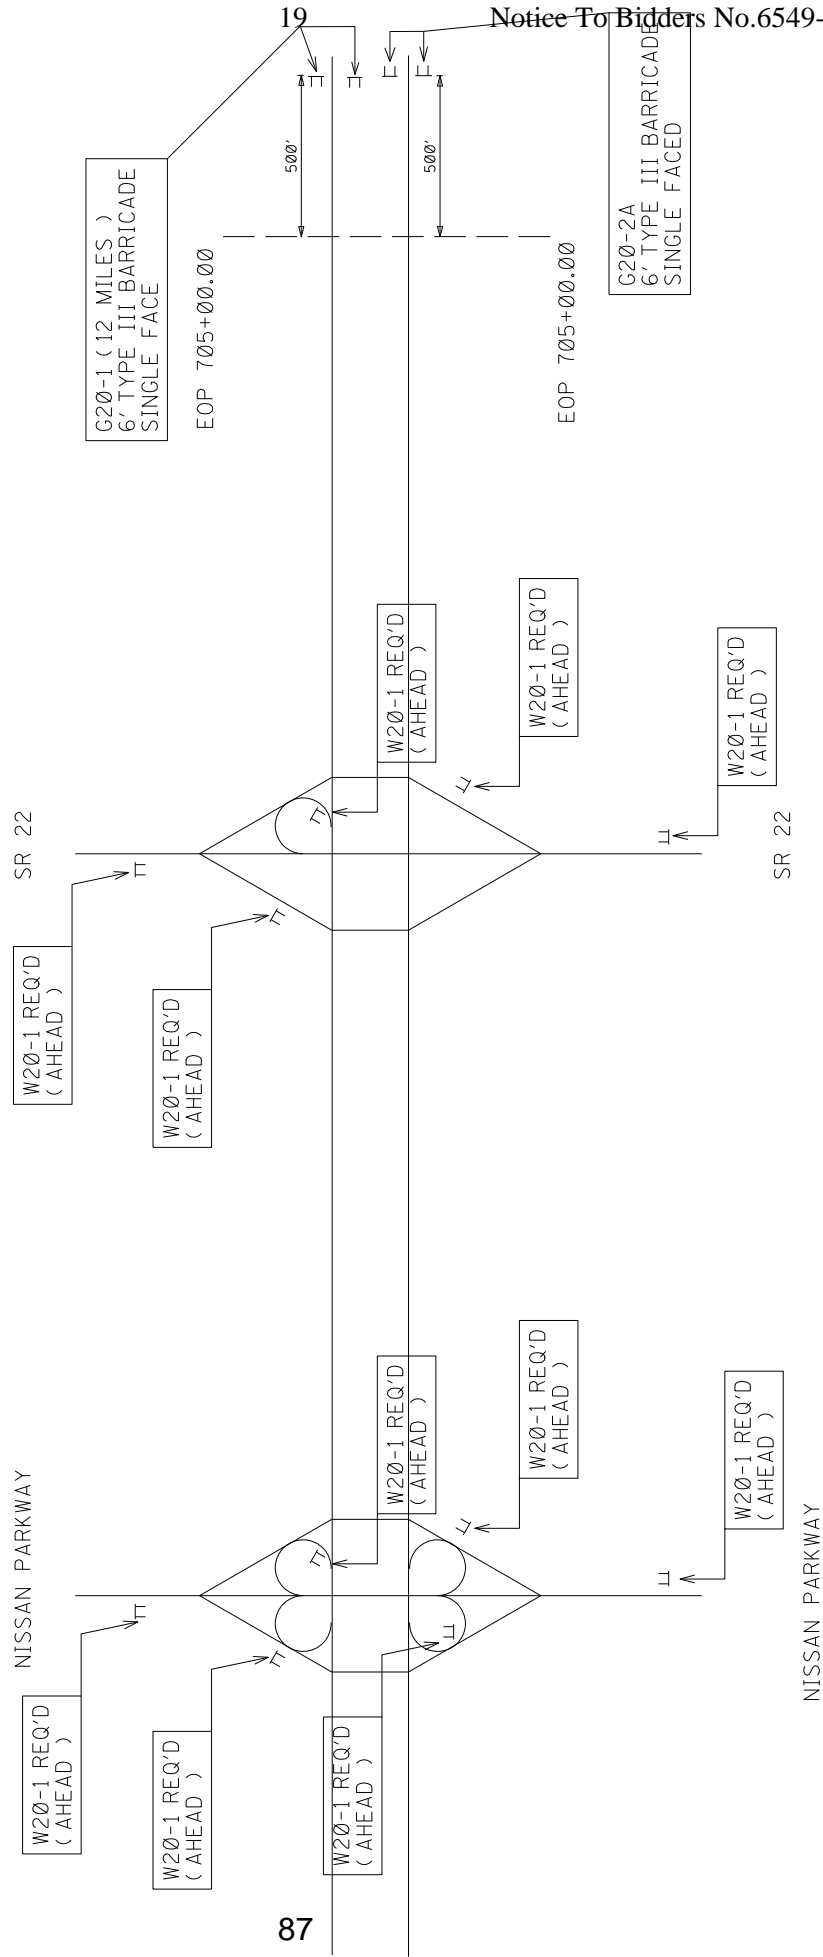 19
Notice To Bidders No.6549-
G20-1 ( 12 MILES )
6' TYPE III BARRICADE
SINGLE FACE
500'
500'
G20-2A
6' TYPE III BARRICADE
SINGLE FACED
EOP 705+00.00
EOP 705+00.00
W20-1 REQ'D
( AHEAD )
W20-1 REQ'D
( AHEAD )
W20-1 REQ'D
( AHEAD )
SR 22
SR 22
W20-1 REQ'D
( AHEAD )
W20-1 REQ'D
( AHEAD )
W20-1 REQ'D
( AHEAD )
W20-1 REQ'D
( AHEAD )
W20-1 REQ'D
( AHEAD )
NISSAN PARKWAY
NISSAN PARKWAY
W20-1 REQ'D
( AHEAD )
W20-1 REQ'D
( AHEAD )
W20-1 REQ'D
( AHEAD )
87